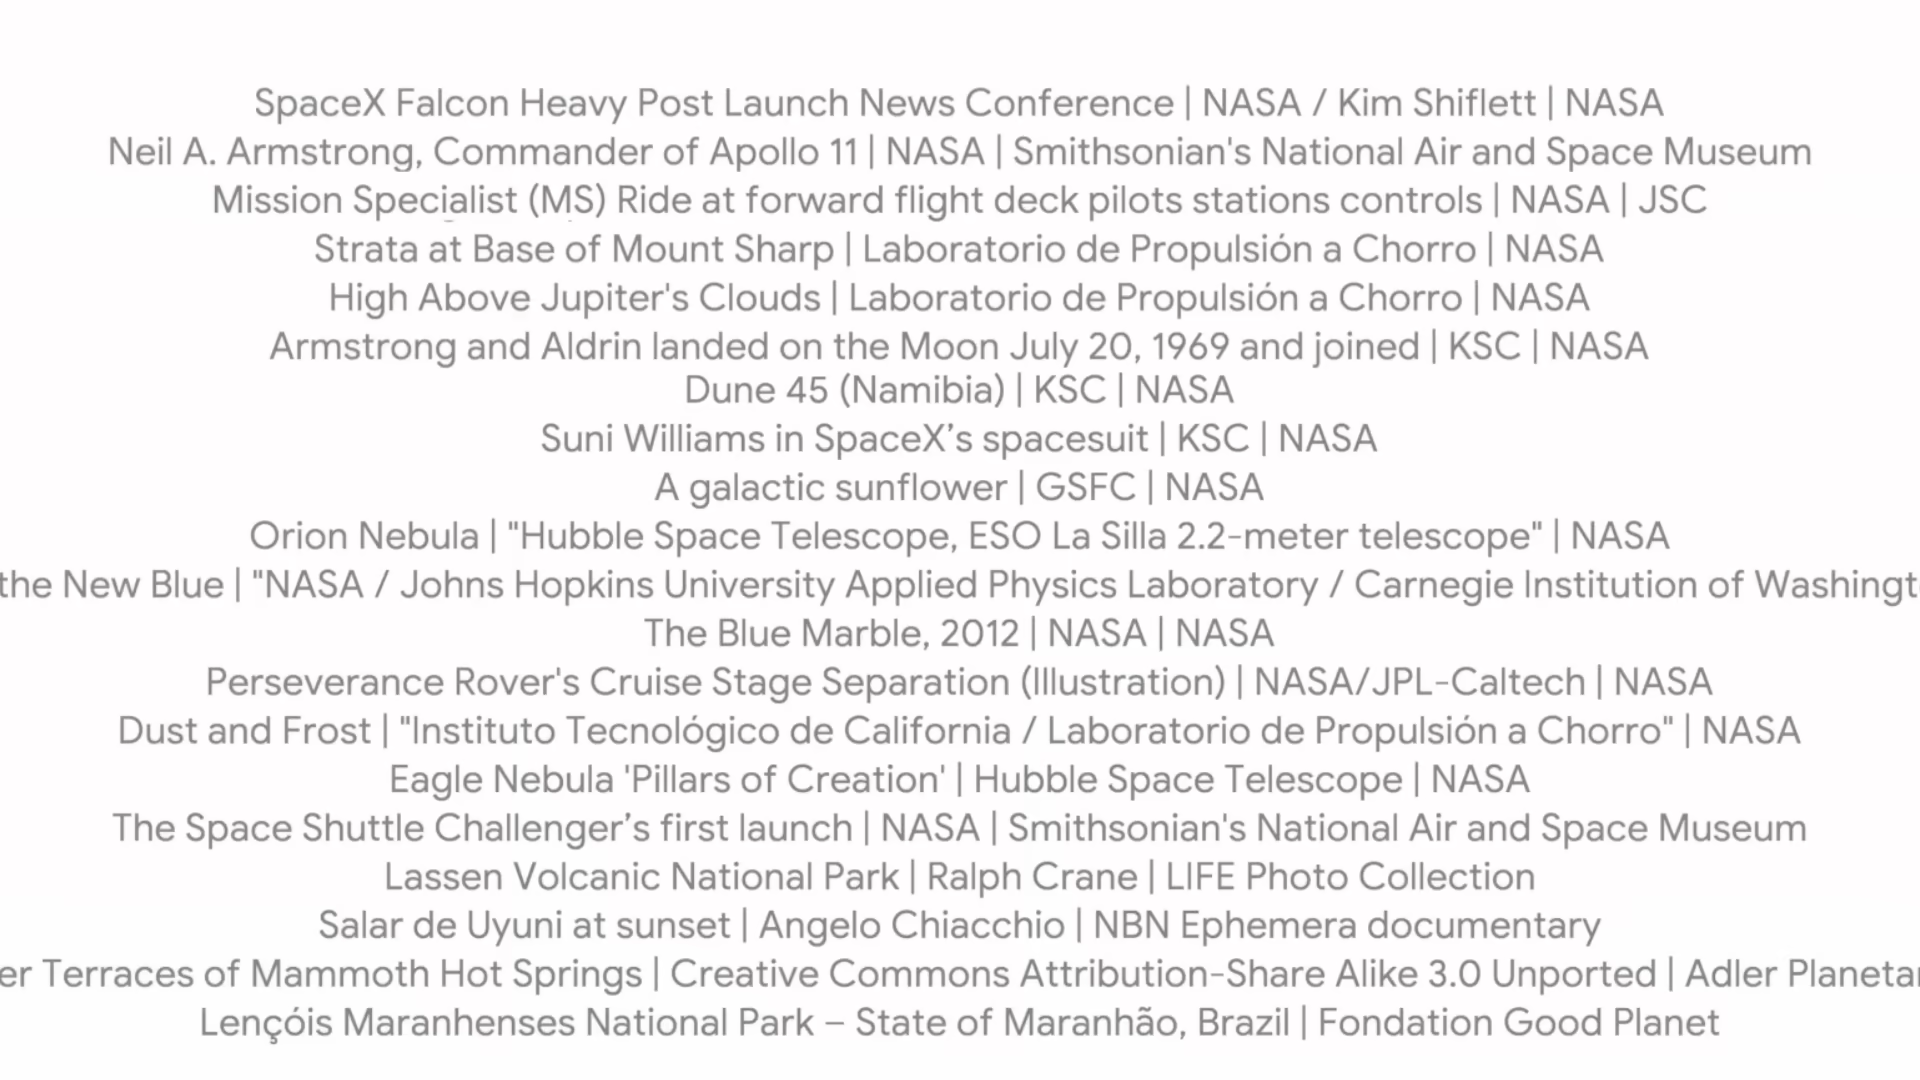 SpaceX Falcon Heavy Post Launch News Conference | NASA / Kim Shiflett | NASA
Neil A. Armstrong, Commander of Apollo 11 | NASA | Smithsonian's National Air and Space Museum
Mission Specialist (MS) Ride at forward flight deck pilots stations controls | NASA | JSC
Strata at Base of Mount Sharp | Laboratorio de Propulsión a Chorro | NASA
High Above Jupiter's Clouds | Laboratorio de Propulsión a Chorro | NASA
Armstrong and Aldrin landed on the Moon July 20, 1969 and joined | KSC | NASA
Dune 45 (Namibia) | KSC | NASA
Suni Williams in SpaceX’s spacesuit | KSC | NASA
A galactic sunflower | GSFC | NASA
Orion Nebula | "Hubble Space Telescope, ESO La Silla 2.2-meter telescope" | NASA
the New Blue | "NASA / Johns Hopkins University Applied Physics Laboratory / Carnegie Institution of
The Blue Marble, 2012 | NASA | NASA
Perseverance Rover's Cruise Stage Separation (Illustration) | NASA/JPL-Caltech | NASA
Dust and Frost | "Instituto Tecnológico de California / Laboratorio de Propulsión a Chorro" | NASA
Eagle Nebula 'Pillars of Creation' | Hubble Space Telescope | NASA
The Space Shuttle Challenger’s first launch | NASA | Smithsonian's National Air and Space Museum
Lassen Volcanic National Park | Ralph Crane | LIFE Photo Collection
Salar de Uyuni at sunset | Angelo Chiacchio | NBN Ephemera documentary
Terraces of Mammoth Hot Springs | Creative Commons Attribution-Share Alike 3.0 Unported | Adler
Lençóis Maranhenses National Park – State of Maranhão, Brazil | Fondation Good Planet